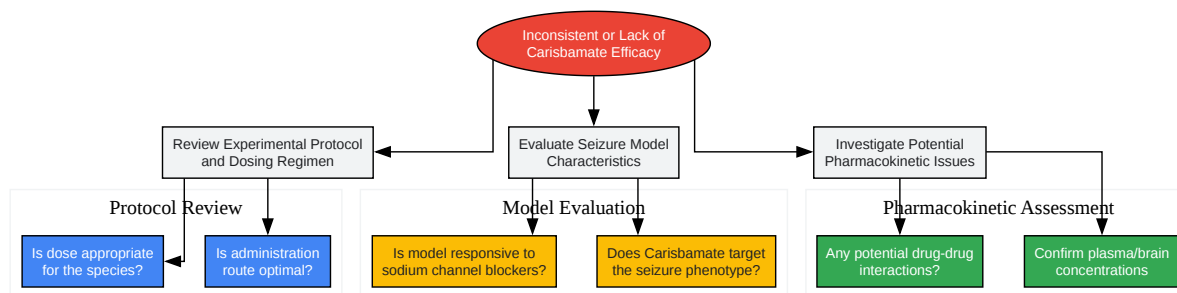 Inconsistent or Lack of
Carisbamate Efficacy
Review Experimental Protocol
and Dosing Regimen
Evaluate Seizure Model
Characteristics
Investigate Potential
Pharmacokinetic Issues
Protocol Review
Model Evaluation
Pharmacokinetic Assessment
Is dose appropriate
for the species?
Is administration
route optimal?
Is model responsive to
sodium channel blockers?
Does Carisbamate target
the seizure phenotype?
Any potential drug-drug
interactions?
Confirm plasma/brain
concentrations